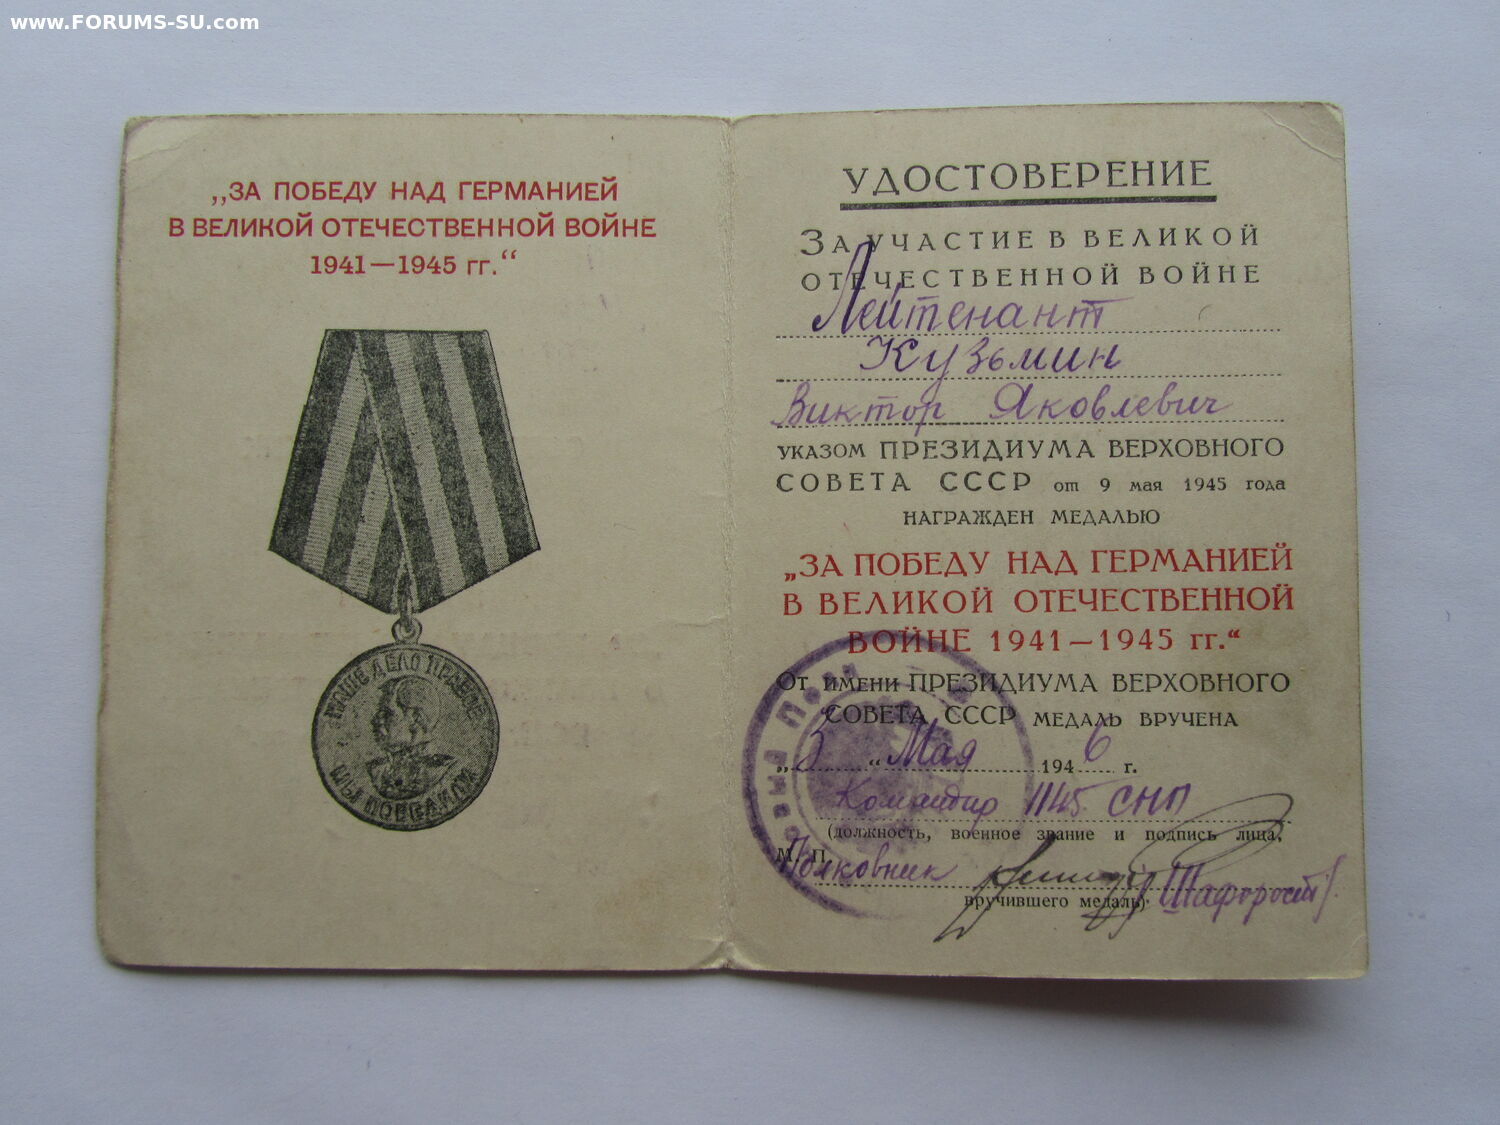 www.FORUMS-SU.com
„ЗА ПОБЕДУ НАД ГЕРМАНИЕЙ
В ВЕЛИКОЙ ОТЕЧЕСТВЕННОЙ ВОЙНЕ
1941—1945 гг.“
НАШЕ ДЕЛО ПРАВОЕ
МЫ ПОБЕДИЛИ
УДОСТОВЕРЕНИЕ
ЗА УЧАСТИЕ В ВЕЛИКОЙ
ОТЕЧЕСТВЕННОЙ ВОЙНЕ
Лейтенант
Кузьмин
Виктор Яковлевич
УКАЗОМ ПРЕЗИДИУМА ВЕРХОВНОГО
СОВЕТА СССР от 9 мая 1945 года
НАГРАЖДЕН МЕДАЛЬЮ
„ЗА ПОБЕДУ НАД ГЕРМАНИЕЙ
В ВЕЛИКОЙ ОТЕЧЕСТВЕННОЙ
ВОЙНЕ 1941—1945 гг.“
От имени ПРЕЗИДИУМА ВЕРХОВНОГО
СОВЕТА СССР МЕДАЛЬ ВРУЧЕНА
„3“ Мая 1946 г.
Командир 1145 СНП
(должность, военное звание и подпись лица,
М. П.
Полковник Шафорост).
вручившего медаль)